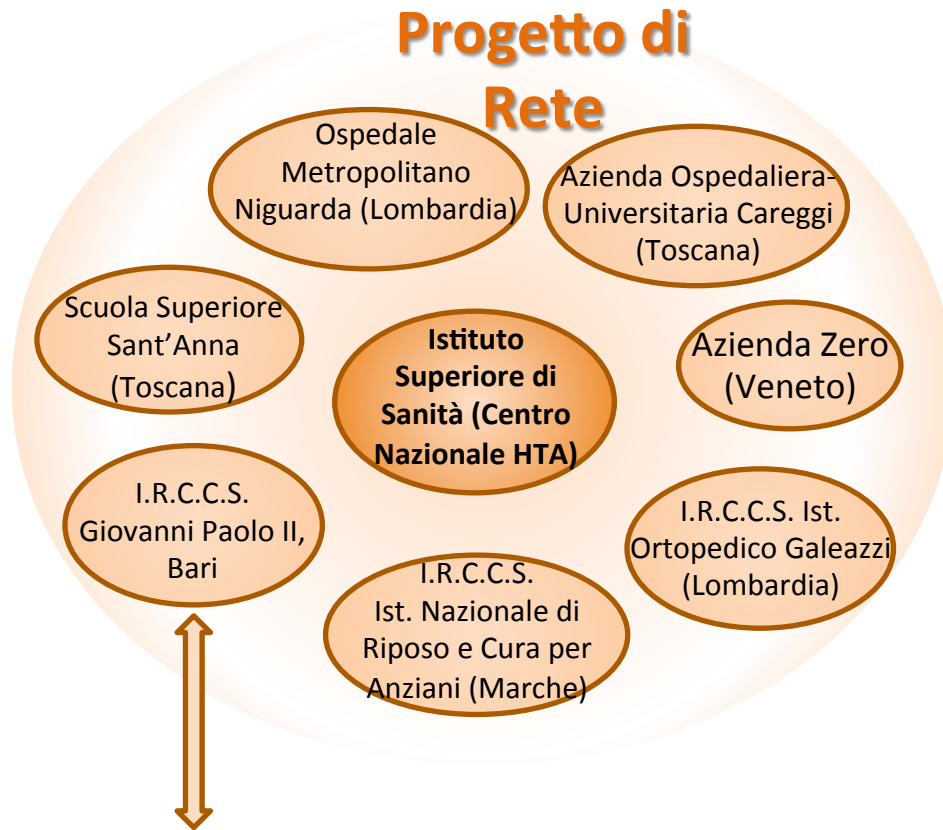 Progetto di
Rete
Ospedale
Metropolitano
Niguarda (Lombardia)
Azienda Ospedaliera-
Universitaria Careggi
(Toscana)
Scuola Superiore
Sant’Anna
(Toscana)
Istituto
Superiore di
Sanità (Centro
Nazionale HTA)
Azienda Zero
(Veneto)
I.R.C.C.S.
Giovanni Paolo II,
Bari
I.R.C.C.S. Ist.
Ortopedico Galeazzi
(Lombardia)
I.R.C.C.S.
Ist. Nazionale di
Riposo e Cura per
Anziani (Marche)